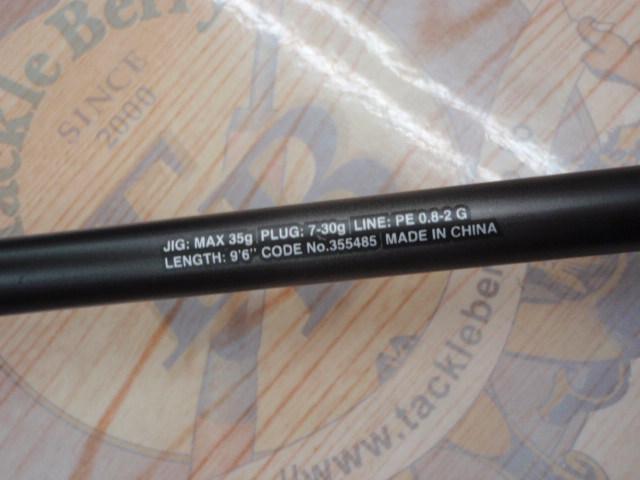 Tackle Berry
SINCE
2000
JIG: MAX 35g PLUG: 7-30g LINE: PE 0.8-2 G
LENGTH: 9'6" CODE No.355485 MADE IN CHINA
//www.tackleber